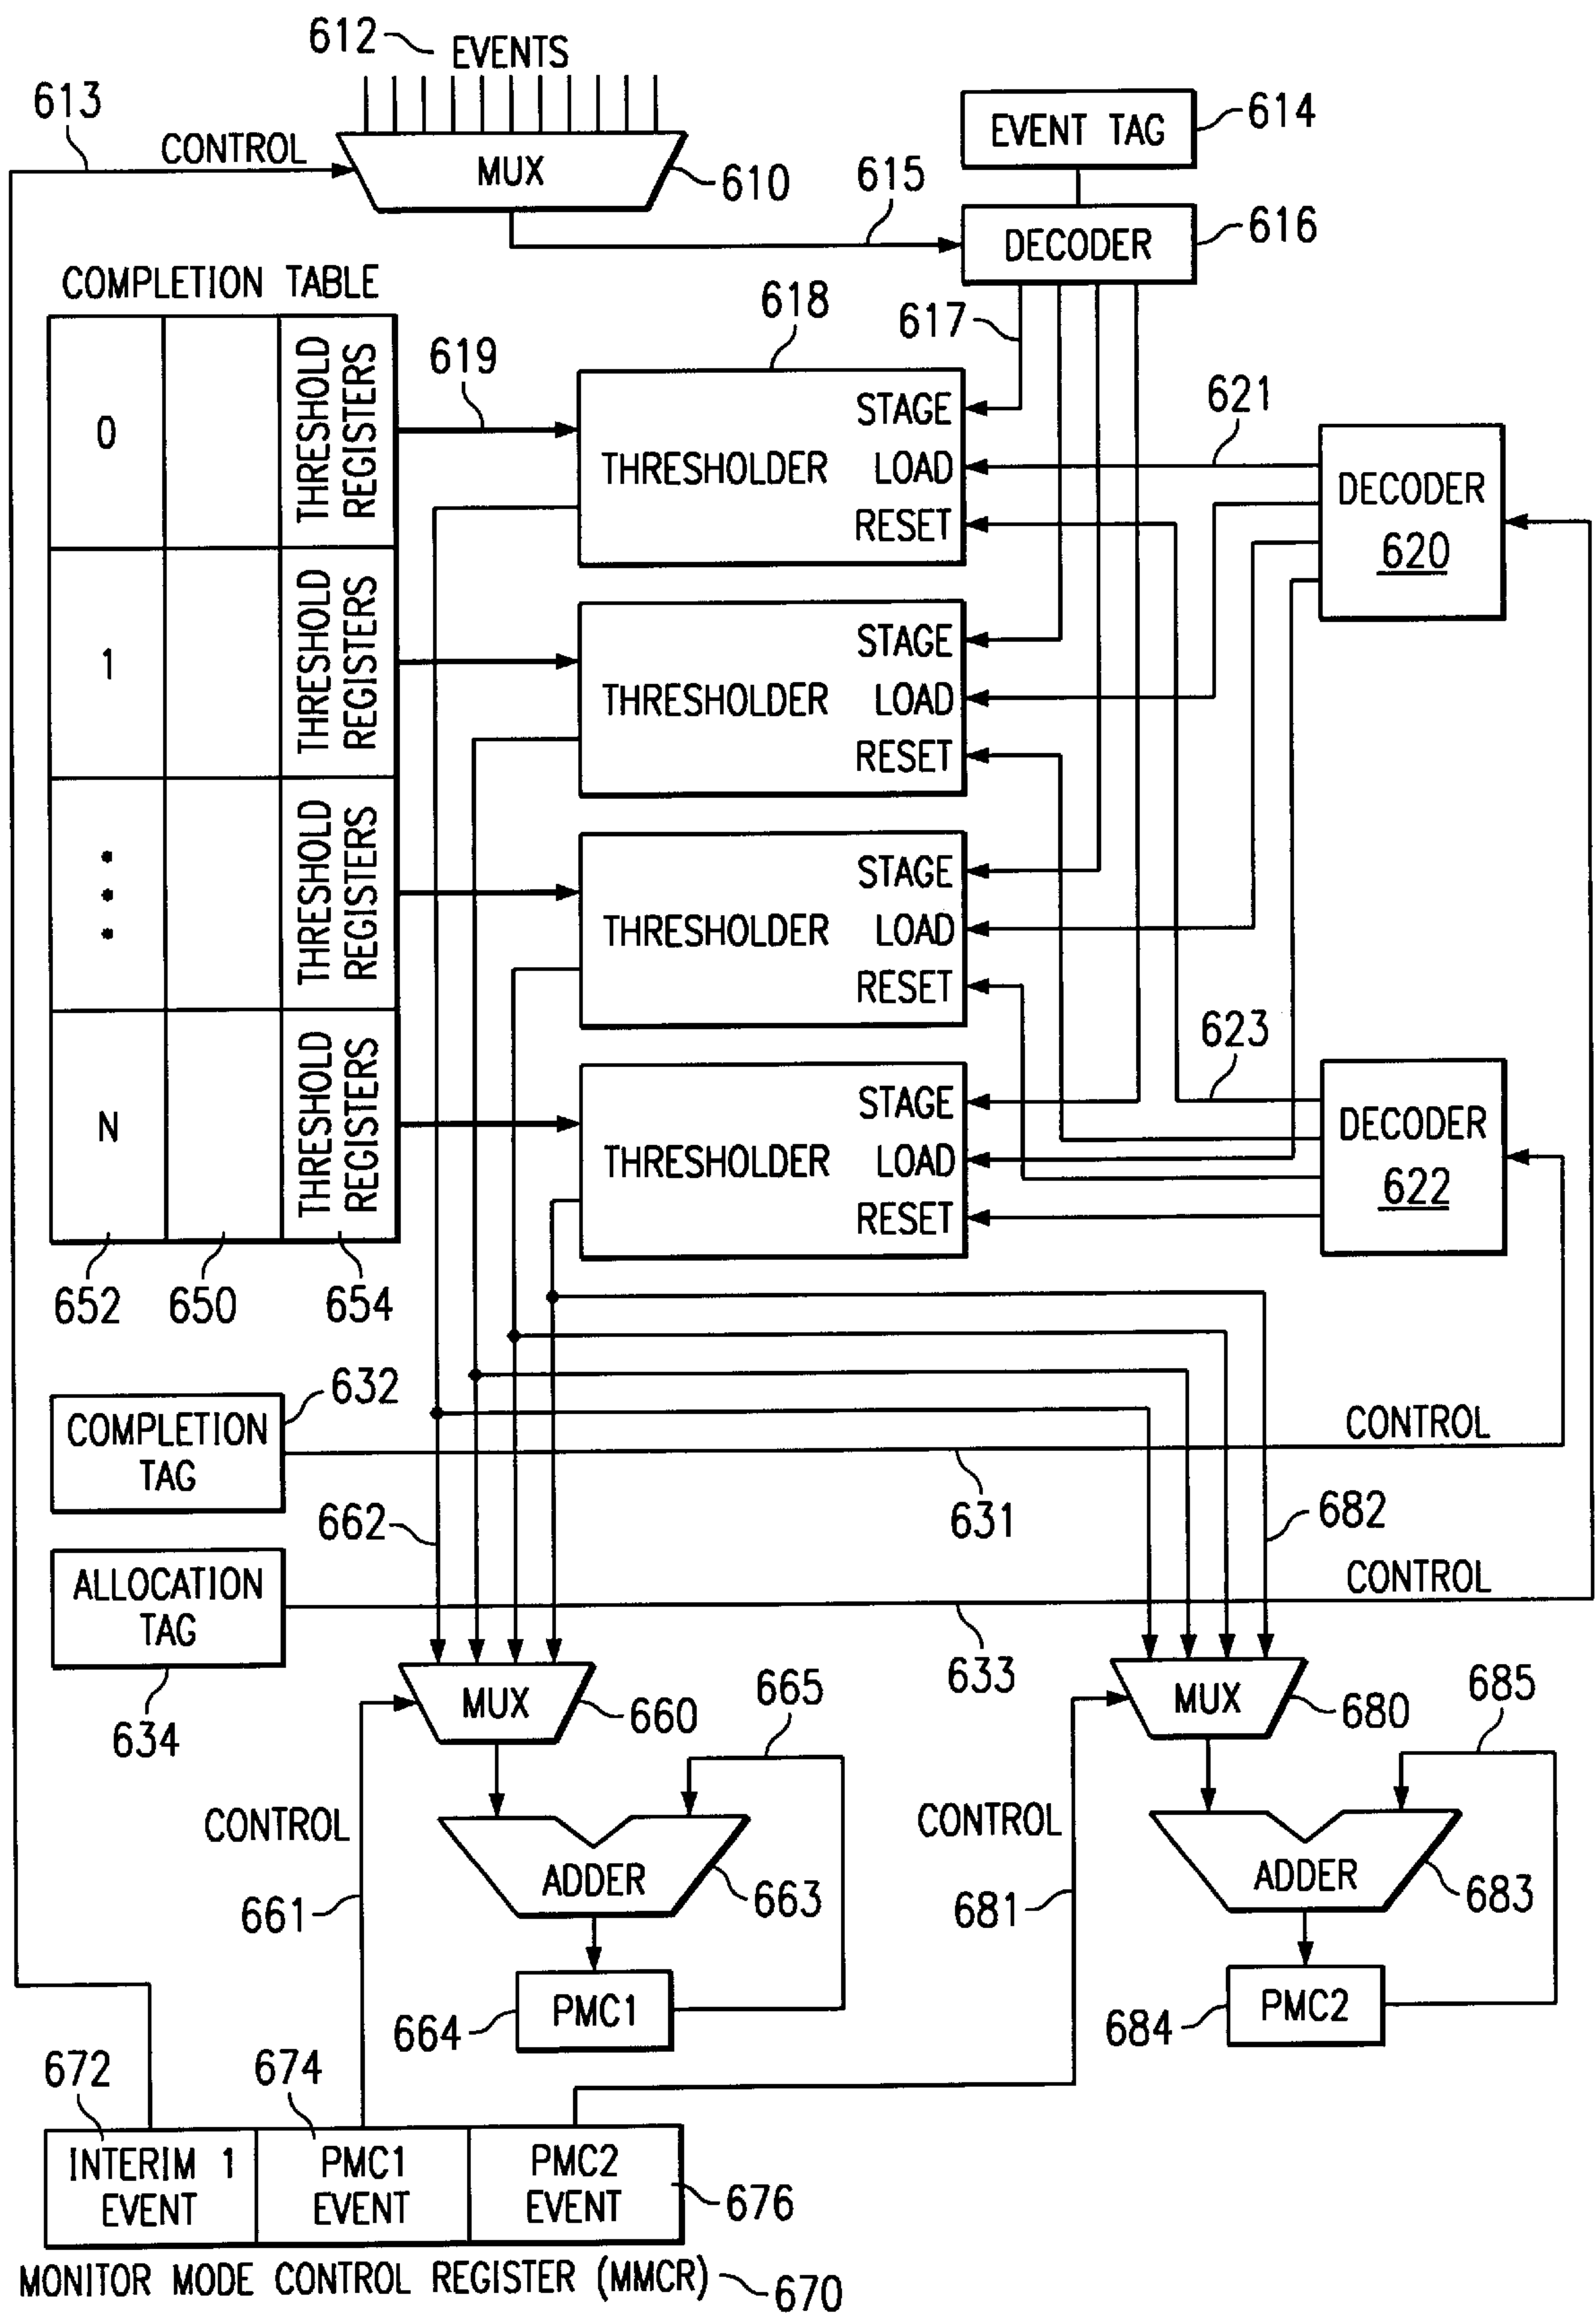 612
EVENTS
613
CONTROL
MUX
610
EVENT TAG
614
615
DECODER
616
COMPLETION TABLE
617
618
619
0
THRESHOLD
REGISTERS
STAGE
THRESHOLDER
LOAD
RESET
621
DECODER
620
1
THRESHOLD
REGISTERS
STAGE
THRESHOLDER
LOAD
RESET
THRESHOLD
REGISTERS
STAGE
THRESHOLDER
LOAD
RESET
623
N
THRESHOLD
REGISTERS
STAGE
THRESHOLDER
LOAD
RESET
DECODER
622
652
650
654
632
COMPLETION
TAG
CONTROL
631
662
682
ALLOCATION
TAG
CONTROL
633
634
MUX
660
665
MUX
680
685
CONTROL
661
ADDER
663
CONTROL
681
ADDER
683
PMC1
664
PMC2
684
672
674
INTERIM 1
EVENT
PMC1
EVENT
PMC2
EVENT
676
MONITOR MODE CONTROL REGISTER (MMCR)
670